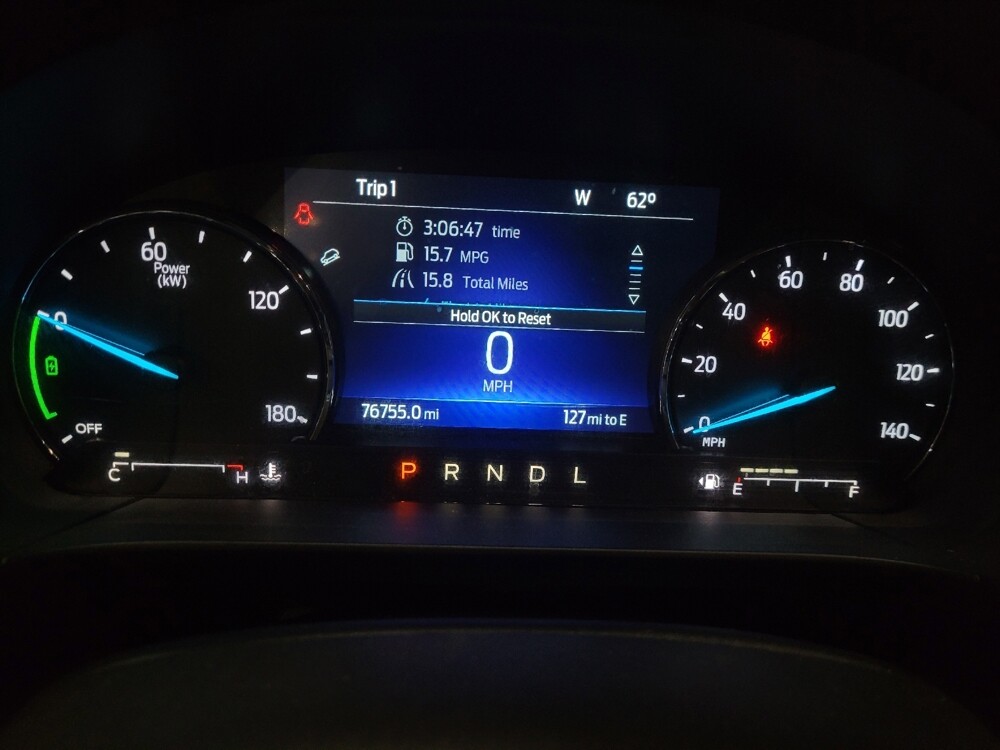 Trip 1
W 62°
3:06:47 time
15.7 MPG
15.8 Total Miles
Hold OK to Reset
0
MPH
76755.0 mi 127 mi to E
0
60
Power
(kW)
120
180
OFF
C H
P R N D L
0
20
40
60
80
100
120
140
MPH
E F